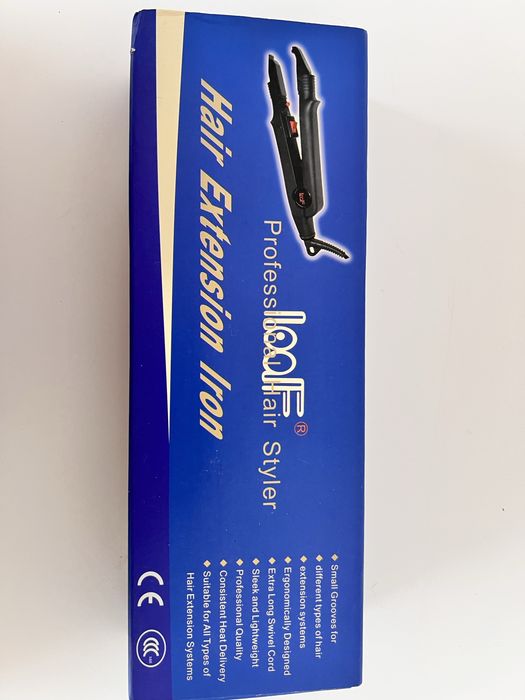 loof®
Professional Hair Styler
Hair Extension Iron
Small Grooves for
different types of hair
extension systems
Ergonomically Designed
Extra Long Swivel Cord
Sleek and Lightweight
Professional Quality
Consistent Heat Delivery
Suitable for All Types of
Hair Extension Systems
CE